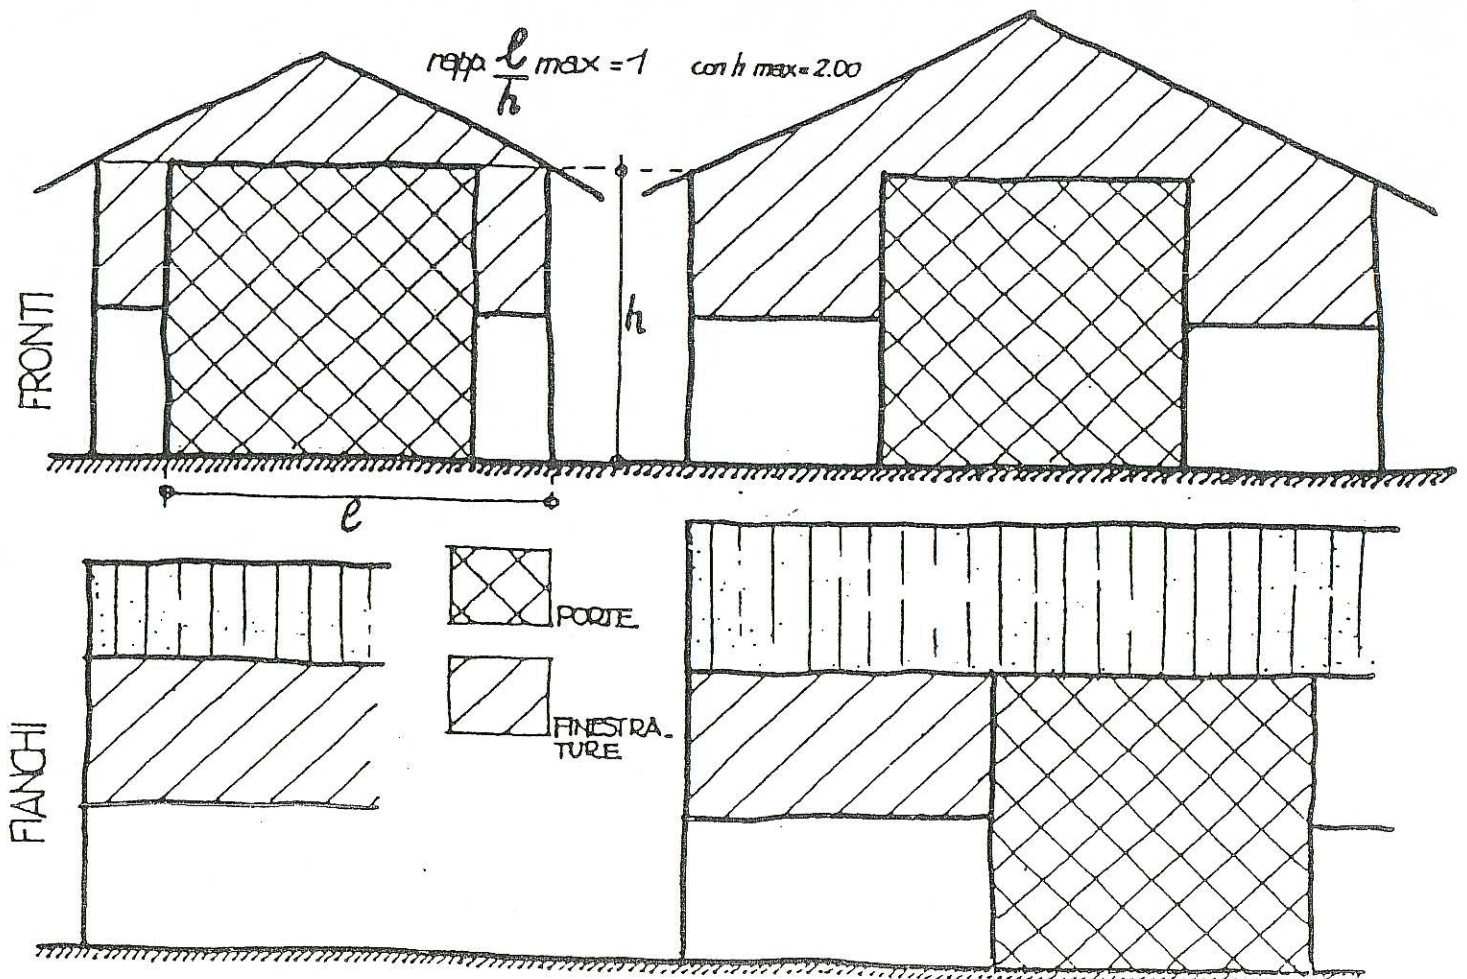 rapp. l/h max = 1 con h max = 2.00
FRONTI
h
l
PORTE
FINESTRA-
TURE
FIANCHI